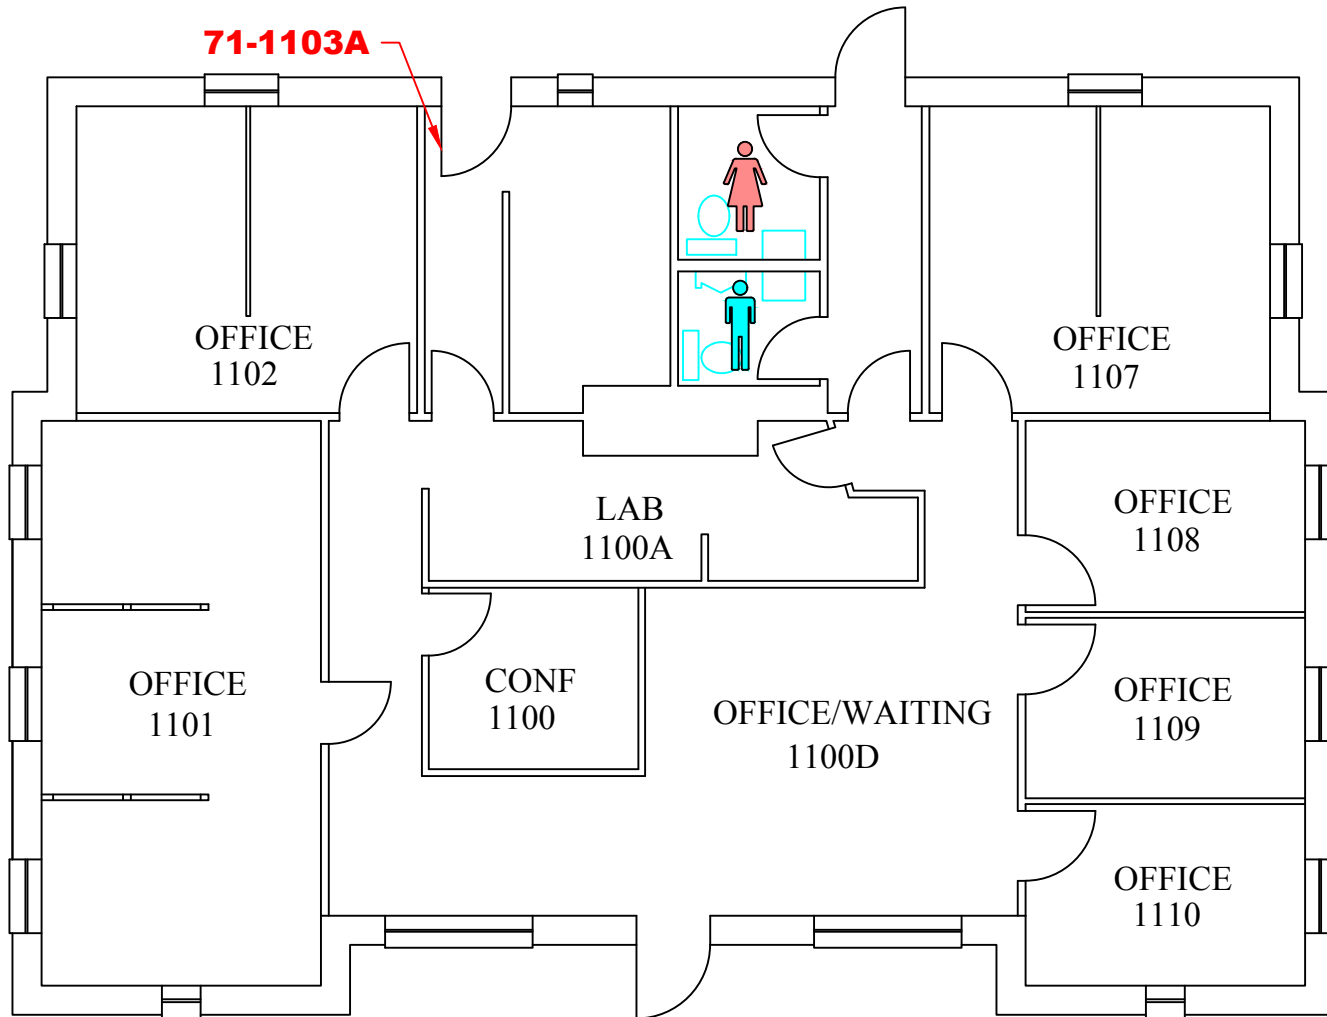 71-1103A
OFFICE
1102
OFFICE
1107
LAB
1100A
OFFICE
1108
OFFICE
1101
CONF
1100
OFFICE/WAITING
1100D
OFFICE
1109
OFFICE
1110